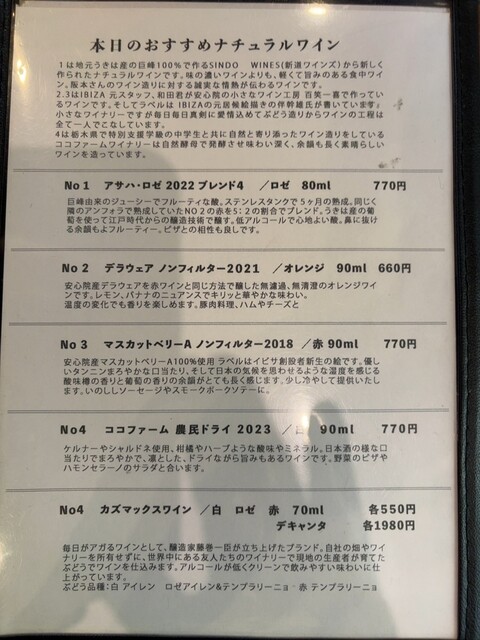 本日のおすすめナチュラルワイン
１は地元うきは産の巨峰100％で作るSINDO　WINES(新道ワインズ)から新しく
作られたナチュラルワインです。味の濃いワインよりも、軽くて旨みのある食中ワイ
ン、阪本さんのワイン造りに対する誠実な情熱が伝わるワインです。
2.3はIBIZA 元スタッフ、和田君が安心院の小さなワイン工房 百笑一喜で作ってい
るワインです。そしてラベルは IBIZAの元居候絵描きの伴幹雄氏が書いています。
小さなワイナリーですが毎日毎日真剣に愛情込めてぶどう造りからワインの工程は
全て一人でこなしています。
4は栃木県で特別支援学級の中学生と共に自然と寄り添ったワイン造りをしている
ココファームワイナリーは自然酵母で発酵させ味わい深く、余韻も長く素晴らしい
ワインを造っています。
No１　アサハ・ロゼ 2022 ブレンド4　／ロゼ　80ml　　770円
巨峰由来のジューシーでフルーティな酸、ステンレスタンクで５ヶ月の熟成。同じく
隣のアンフォラで熟成していたNO２の赤を5：２の割合でブレンド。うきは産の葡
萄を使って江戸時代からの醸造技術で醸す。低アルコールで心地よい酸。鼻に抜け
る余韻もよフルーティー。ピザとの相性も良しです。
No２　デラウェア ノンフィルター2021　／オレンジ　90ml　660円
安心院産デラウェアを赤ワインと同じ方法で醸した無濾過、無清澄のオレンジワイ
ンです。レモン、バナナのニュアンスでキリッと華やかな味わい。
温度の変化でも香りを楽しめます。豚肉料理、ハムやチーズと
No３　マスカットベリーA ノンフィルター2018　／赤 90ml　　770円
安心院産マスカットベリーA100％使用 ラベルはイビサ創設者新生の絵です。優し
いタンニンまろやかな口当たり、そして日本の気候を思わせるような湿度を感じる
酸味樽の香りと葡萄の香りの余韻がとても長く感じます。少し冷やして提供いたし
ます。いのししソーセージやスモークポークソテーに。
No4　ココファーム　農民ドライ 2023　／白　90ml　　770円
ケルナーやシャルドネ使用、柑橘やハーブような酸味やミネラル。日本酒の様な口
当たりでまろやかで、凛とした、ドライながら旨みもあるワインです。野菜のピザや
ハモンセラーノのサラダと合います。
No4　カズマックスワイン　／白　ロゼ　赤　70ml　　各550円
デキャンタ　　各1980円
毎日がアガるワインとして、醸造家藤巻一臣が立ち上げたブランド。自社の畑やワイ
ナリーを所有せずに、世界中にある友人たちのワイナリーで現地の生産者が育てた
ぶどうでワインを仕込みます。アルコールが低くクリーンで飲みやすい味わいに仕
上がっています。
ぶどう品種：白 アイレン　ロゼアイレン&テンプラリーニョ　赤 テンプラリーニョ